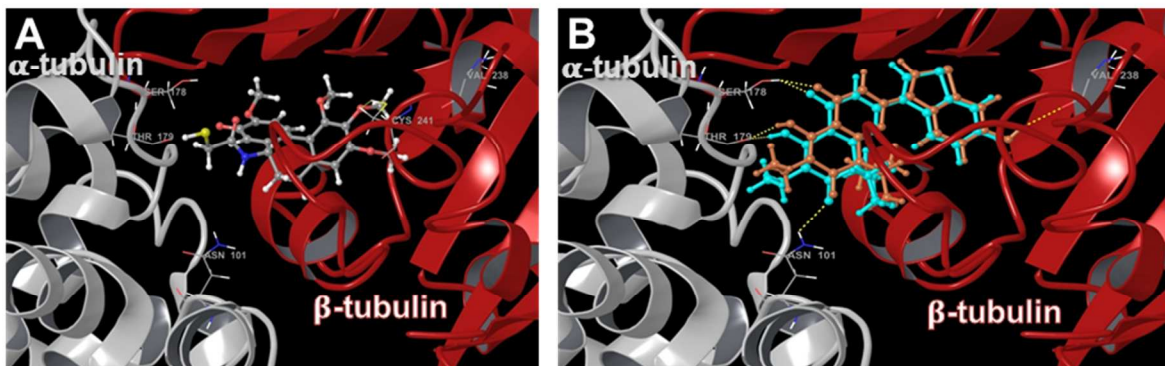 A
α-tubulin
SER 178
THR 179
CYS 241
VAL 238
ASN 101
β-tubulin
B
α-tubulin
SER 178
THR 179
VAL 238
ASN 101
β-tubulin